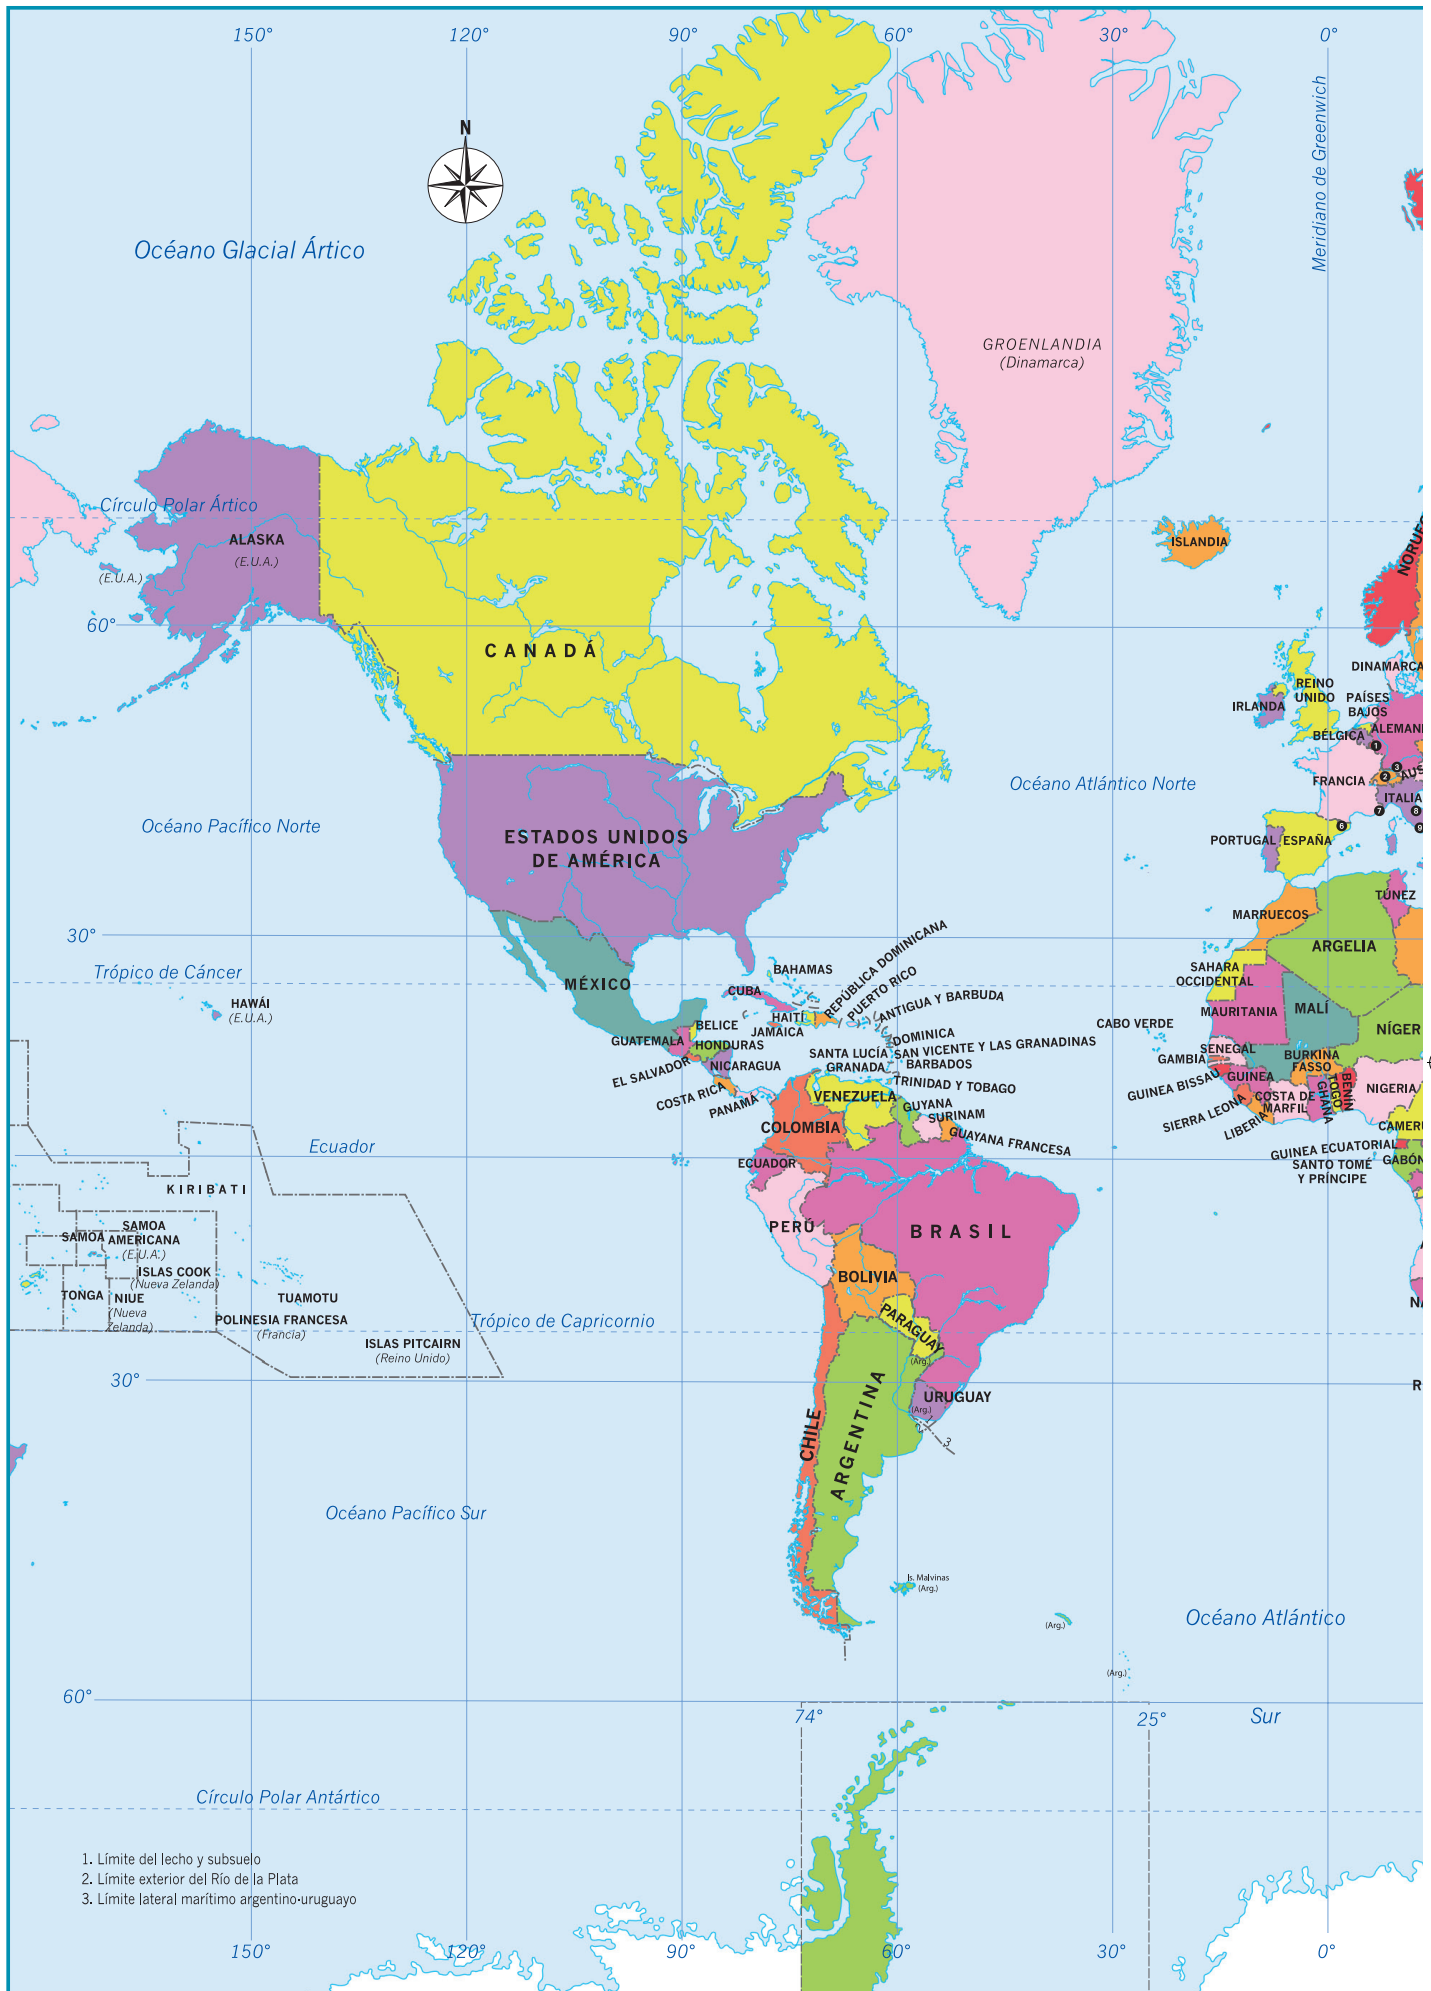 150°
120°
90°
60°
30°
0°
Meridiano de Greenwich
N
Océano Glacial Ártico
GROENLANDIA
(Dinamarca)
Círculo Polar Ártico
ALASKA
(E.U.A.)
(E.U.A.)
ISLANDIA
60°
CANADÁ
DINAMARCA
REINO
UNIDO
IRLANDA
PAÍSES
BAJOS
BÉLGICA
1
3
2
FRANCIA
ITALIA
7
8
6
9
Océano Atlántico Norte
Océano Pacífico Norte
ESTADOS UNIDOS
DE AMÉRICA
PORTUGAL
ESPAÑA
TÚNEZ
MARRUECOS
30°
ARGELIA
Trópico de Cáncer
MÉXICO
BAHAMAS
REPÚBLICA DOMINICANA
PUERTO RICO
ANTIGUA Y BARBUDA
SAHARA
OCCIDENTAL
CUBA
HAWÁI
(E.U.A.)
HAITÍ
JAMAICA
BELICE
GUATEMALA
HONDURAS
DOMINICA
SAN VICENTE Y LAS GRANADINAS
SANTA LUCÍA
GRANADA
BARBADOS
EL SALVADOR
NICARAGUA
TRINIDAD Y TOBAGO
COSTA RICA
PANAMÁ
VENEZUELA
GUYANA
SURINAM
GUAYANA FRANCESA
COLOMBIA
MAURITANIA
MALÍ
NÍGER
CABO VERDE
SENEGAL
GAMBIA
BURKINA
FASSO
GUINEA BISSAU
GUINEA
SIERRA LEONA
LIBERIA
COSTA DE
MARFIL
GHANA
TOGO
BENÍN
NIGERIA
GUINEA ECUATORIAL
SANTO TOMÉ
Y PRÍNCIPE
GABÓN
Ecuador
ECUADOR
KIRIBATI
PERÚ
BRASIL
SAMOA
SAMOA
AMERICANA
(E.U.A.)
ISLAS COOK
(Nueva Zelanda)
TONGA
NIUE
(Nueva
Zelanda)
TUAMOTU
POLINESIA FRANCESA
(Francia)
BOLIVIA
PARAGUAY
Trópico de Capricornio
ISLAS PITCAIRN
(Reino Unido)
(Arg.)
30°
URUGUAY
(Arg.)
1
2
3
CHILE
ARGENTINA
Océano Pacífico Sur
Is. Malvinas
(Arg.)
(Arg.)
(Arg.)
Océano Atlántico
Sur
60°
74°
25°
Círculo Polar Antártico
1. Límite del lecho y subsuelo
2. Límite exterior del Río de la Plata
3. Límite lateral marítimo argentino-uruguayo
150°
120°
90°
60°
30°
0°